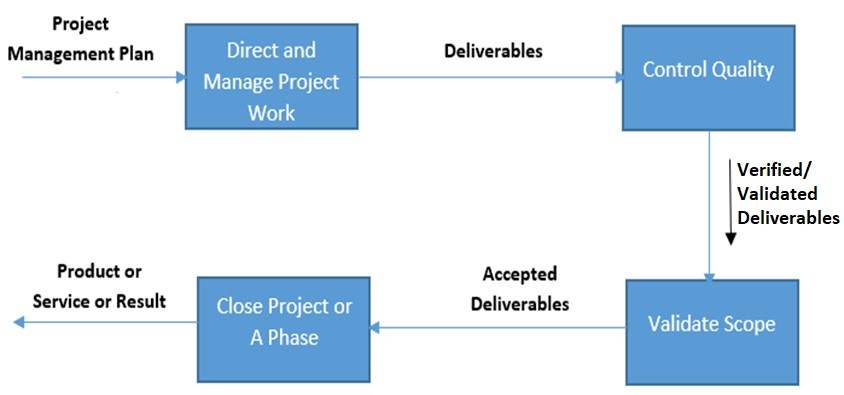 Project
Management Plan
Direct and
Manage Project
Work
Deliverables
Control Quality
Verified/
Validated
Deliverables
Validate Scope
Accepted
Deliverables
Close Project or
A Phase
Product or
Service or Result